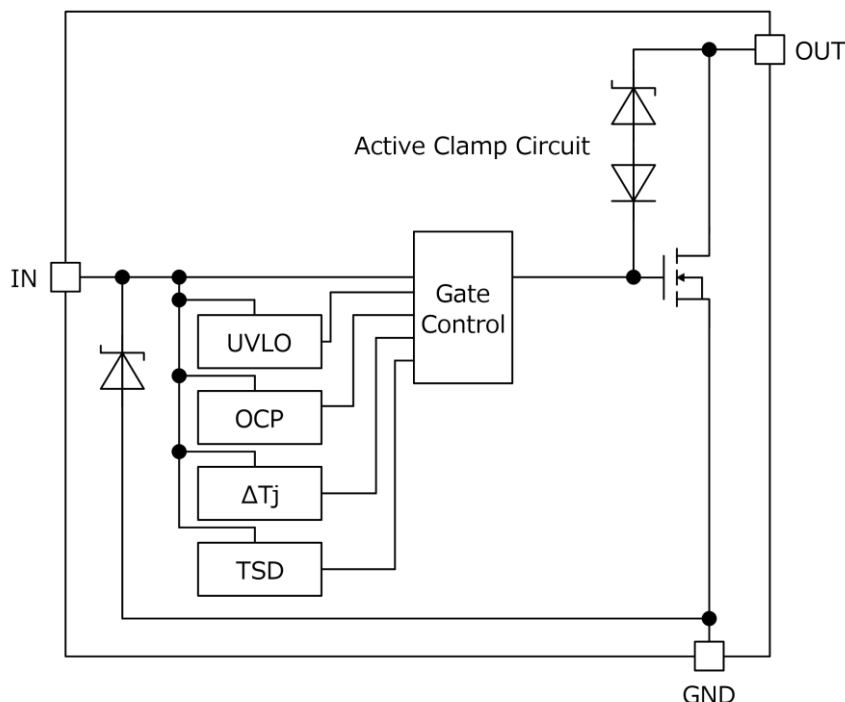 OUT
Active Clamp Circuit
IN
Gate
Control
UVLO
OCP
ΔTj
TSD
GND